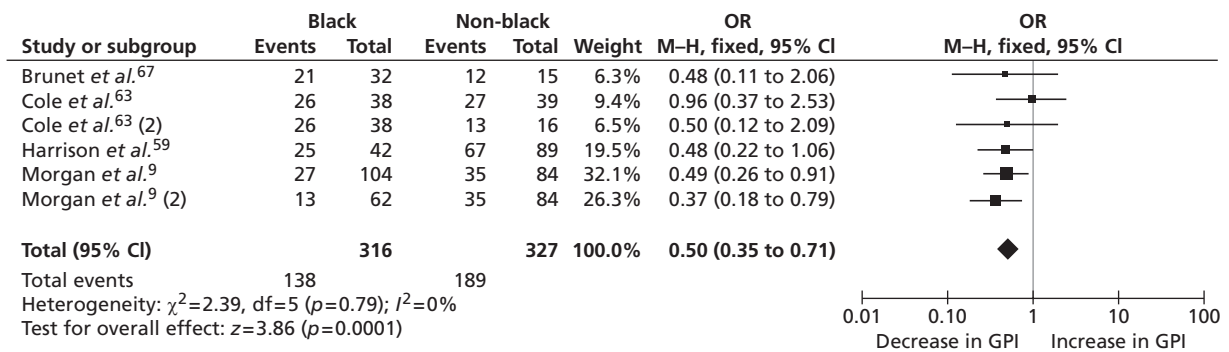 Black Non-black OR OR
Study or subgroup Events Total Events Total Weight M–H, fixed, 95% CI M–H, fixed, 95% CI
Brunet et al.67 21 32 12 15 6.3% 0.48 (0.11 to 2.06)
Cole et al.63 26 38 27 39 9.4% 0.96 (0.37 to 2.53)
Cole et al.63 (2) 26 38 13 16 6.5% 0.50 (0.12 to 2.09)
Harrison et al.59 25 42 67 89 19.5% 0.48 (0.22 to 1.06)
Morgan et al.9 27 104 35 84 32.1% 0.49 (0.26 to 0.91)
Morgan et al.9 (2) 13 62 35 84 26.3% 0.37 (0.18 to 0.79)
Total (95% CI) 316 327 100.0% 0.50 (0.35 to 0.71)
Total events 138 189
Heterogeneity: χ²=2.39, df=5 (p=0.79); I²=0%
Test for overall effect: z=3.86 (p=0.0001)
0.01 0.10 1 10 100
Decrease in GPI Increase in GPI